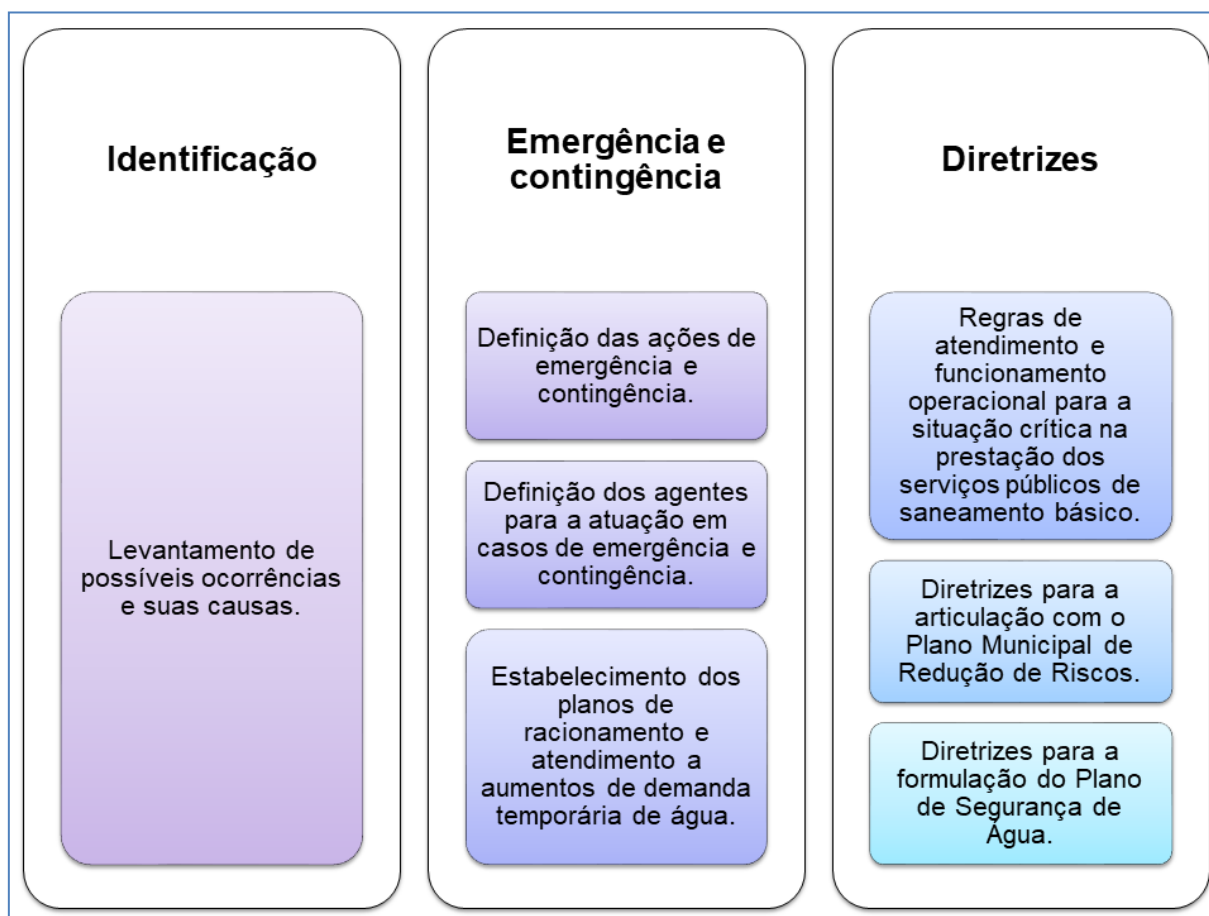 Identificação
Levantamento de
possíveis ocorrências
e suas causas.
Emergência e
contingência
Definição das ações de
emergência e
contingência.
Definição dos agentes
para a atuação em
casos de emergência e
contingência.
Estabelecimento dos
planos de
racionamento e
atendimento a
aumentos de demanda
temporária de água.
Diretrizes
Regras de
atendimento e
funcionamento
operacional para a
situação crítica na
prestação dos
serviços públicos de
saneamento básico.
Diretrizes para a
articulação com o
Plano Municipal de
Redução de Riscos.
Diretrizes para a
formulação do Plano
de Segurança de
Água.